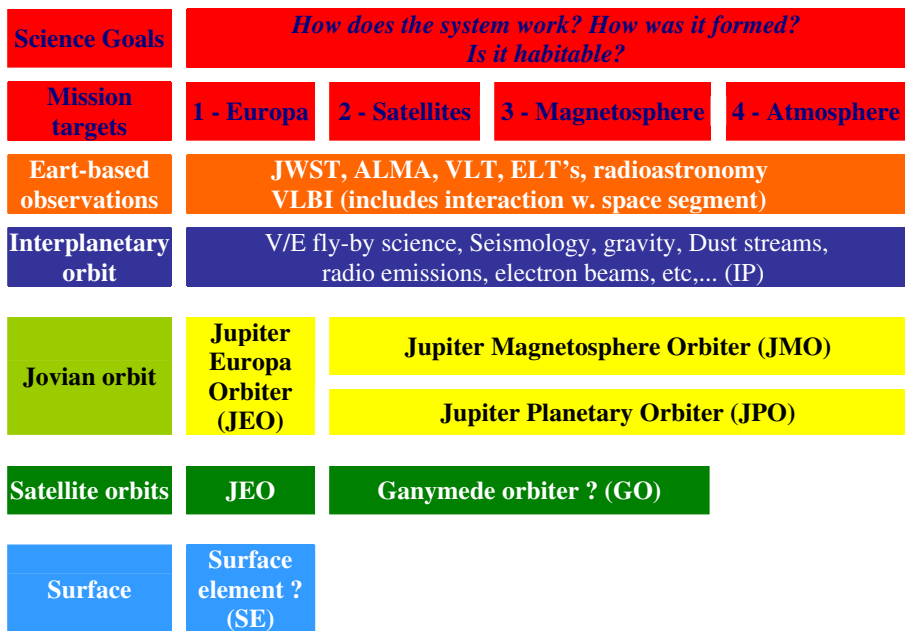 Science Goals
How does the system work? How was it formed?
Is it habitable?
Mission
targets
1 - Europa
2 - Satellites
3 - Magnetosphere
4 - Atmosphere
Eart-based
observations
JWST, ALMA, VLT, ELT's, radioastronomy
VLBI (includes interaction w. space segment)
Interplanetary
orbit
V/E fly-by science, Seismology, gravity, Dust streams,
radio emissions, electron beams, etc,... (IP)
Jovian orbit
Jupiter
Europa
Orbiter
(JEO)
Jupiter Magnetosphere Orbiter (JMO)
Jupiter Planetary Orbiter (JPO)
Satellite orbits
JEO
Ganymede orbiter ? (GO)
Surface
Surface
element ?
(SE)